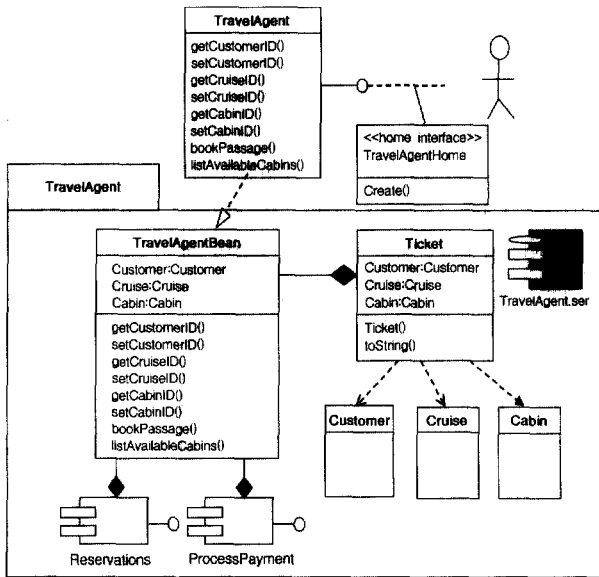 TravelAgent
getCustomerID()
setCustomerID()
getCruiseID()
setCruiseID()
getCabinID()
setCabinID()
bookPassage()
listAvailableCabins()
<<home interface>>
TravelAgentHome
Create()
TravelAgent
TravelAgentBean
Customer:Customer
Cruise:Cruise
Cabin:Cabin
getCustomerID()
setCustomerID()
getCruiseID()
setCruiseID()
getCabinID()
setCabinID()
bookPassage()
listAvailableCabins()
Ticket
Customer:Customer
Cruise:Cruise
Cabin:Cabin
Ticket()
toString()
TravelAgent.ser
Customer
Cruise
Cabin
Reservations
ProcessPayment